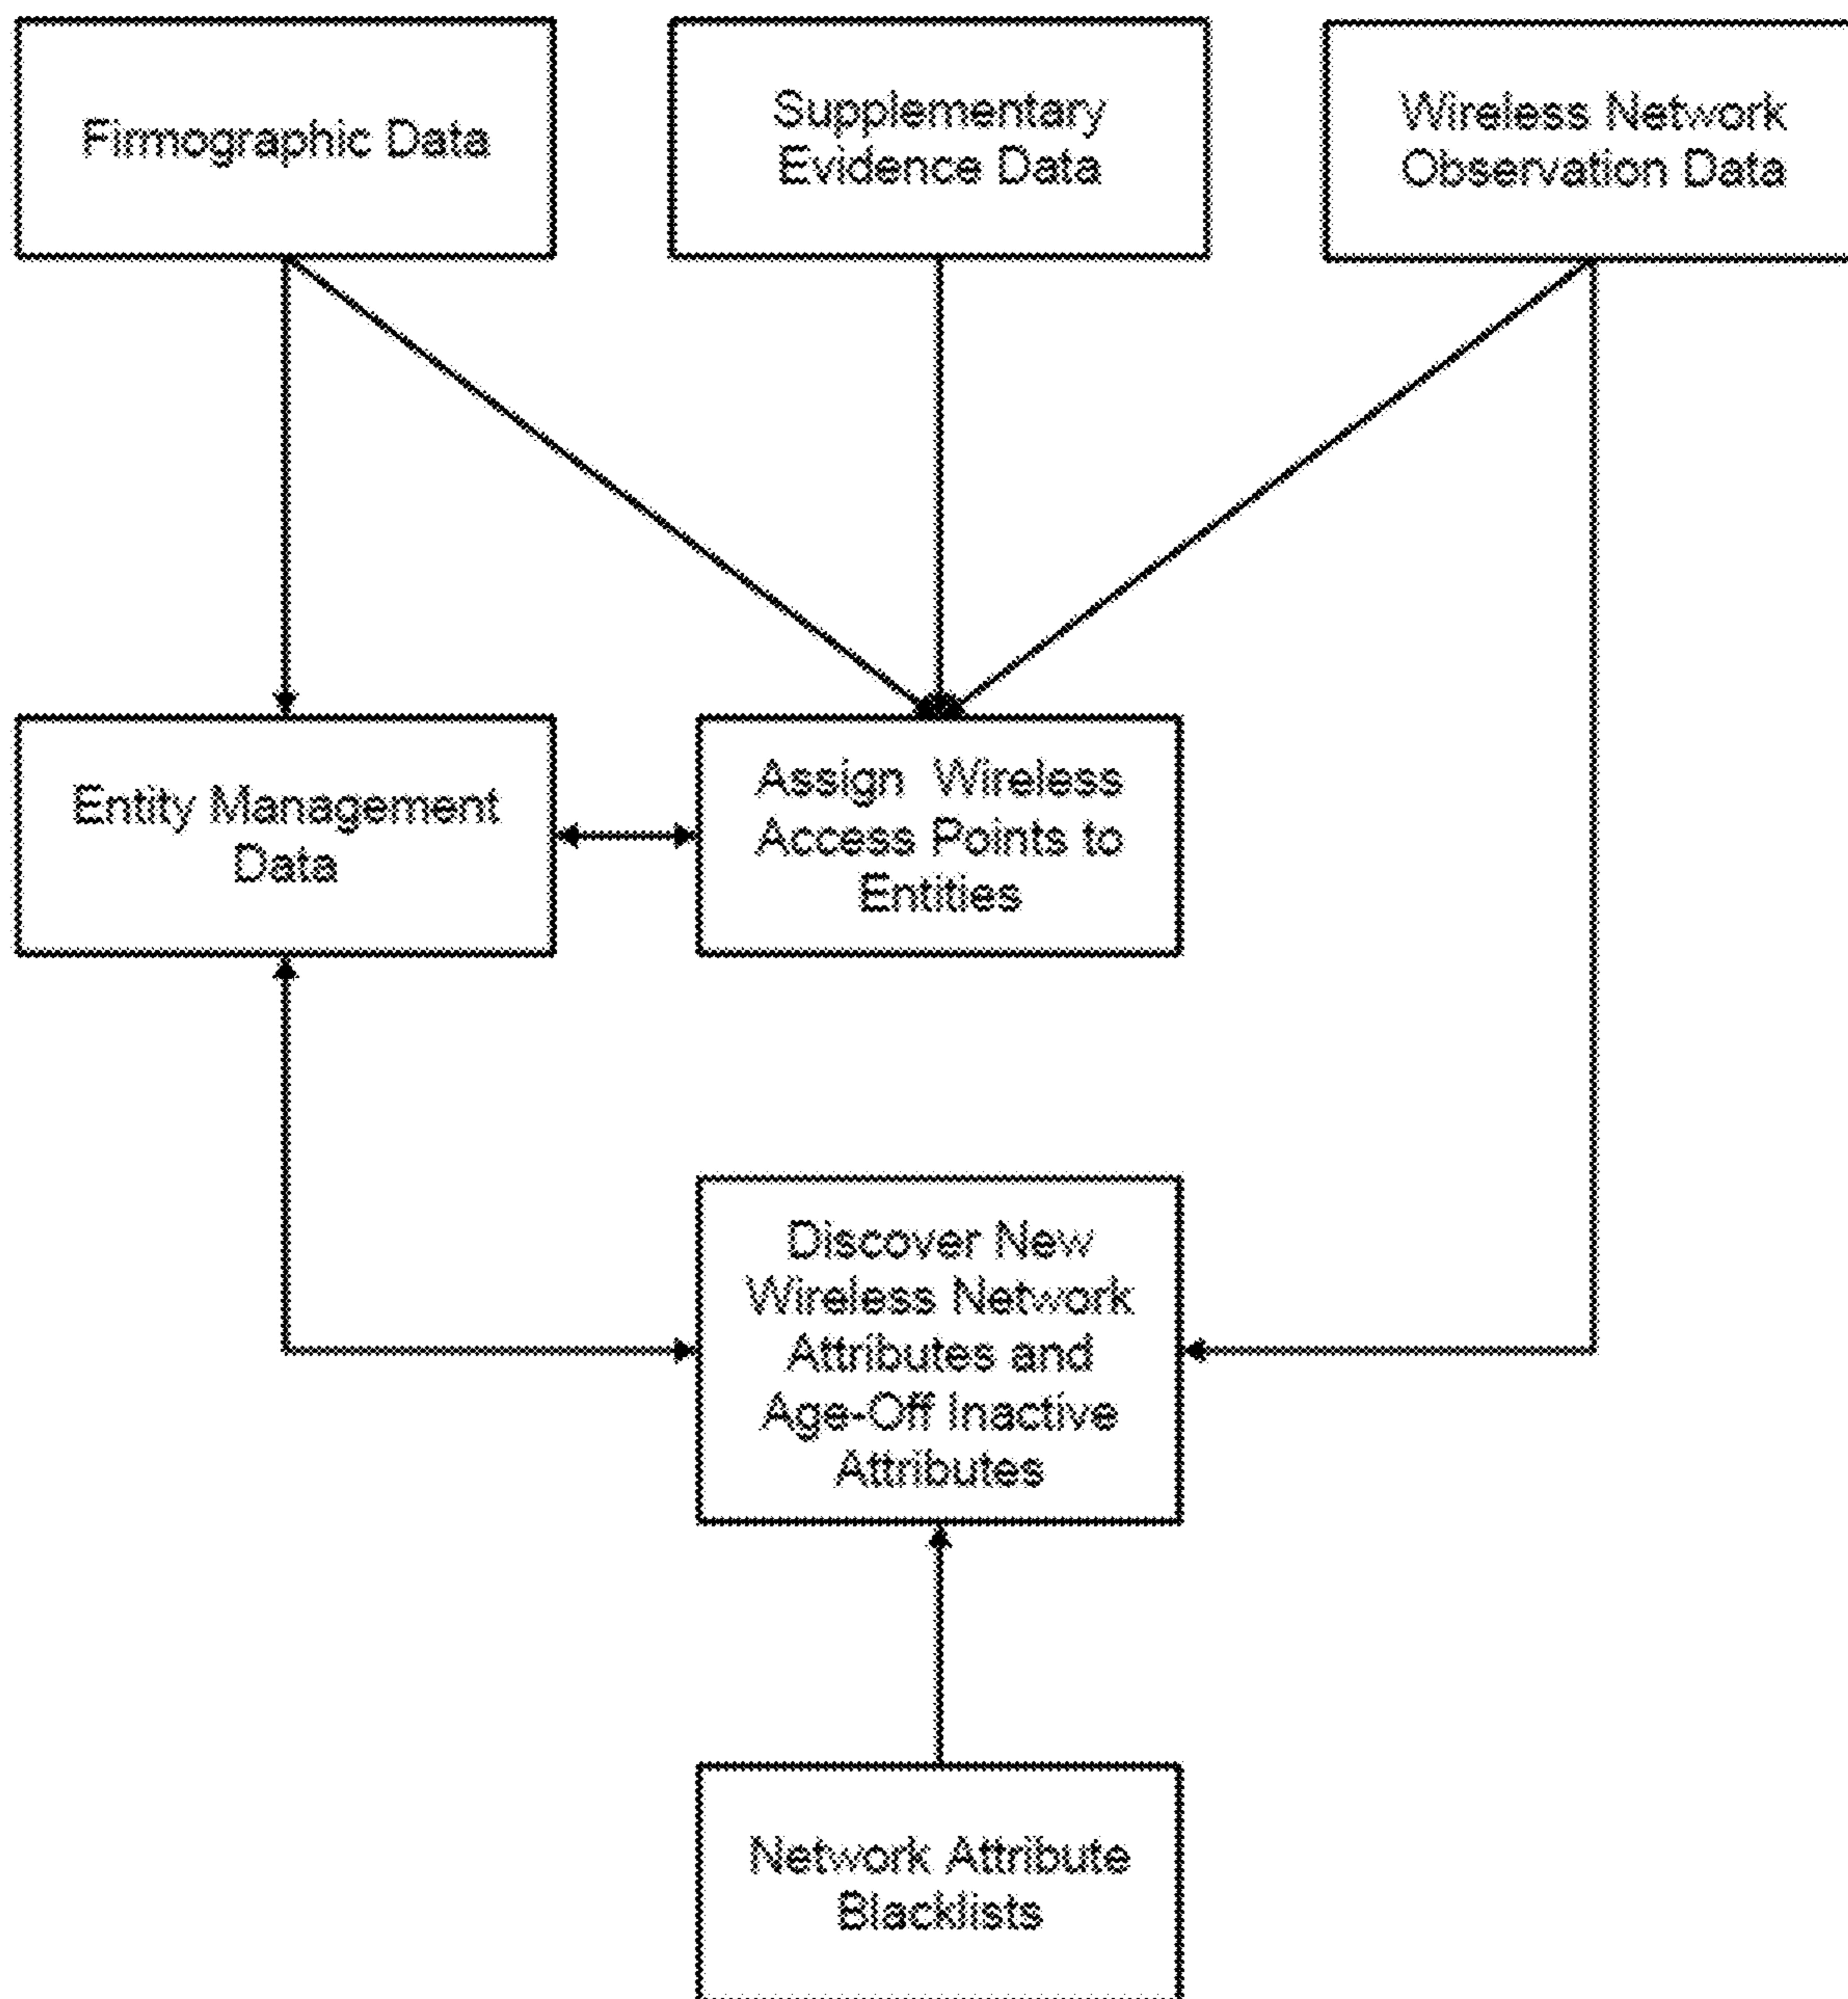 Firmographic Data
Supplementary
Evidence Data
Wireless Network
Observation Data
Entity Management
Data
Assign Wireless
Access Points to
Entities
Discover New
Wireless Network
Attributes and
Age-Off Inactive
Attributes
Network Attribute
Blacklists